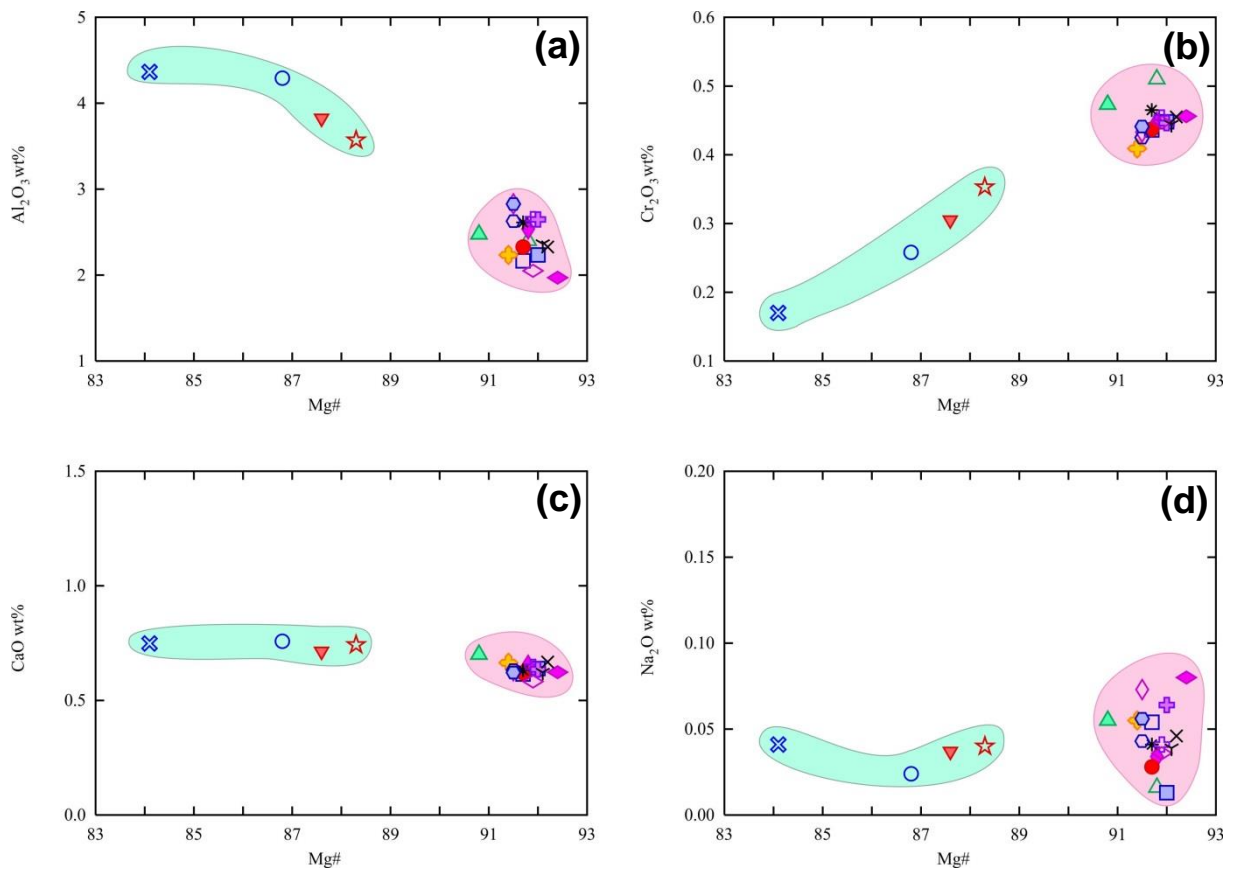 (a)
5
4
3
2
1
Al₂O₃ wt%
83 85 87 89 91 93
Mg#
(b)
0.6
0.5
0.4
0.3
0.2
0.1
Cr₂O₃ wt%
83 85 87 89 91 93
Mg#
(c)
1.5
1.0
0.5
0.0
CaO wt%
83 85 87 89 91 93
Mg#
(d)
0.20
0.15
0.10
0.05
0.00
Na₂O wt%
83 85 87 89 91 93
Mg#